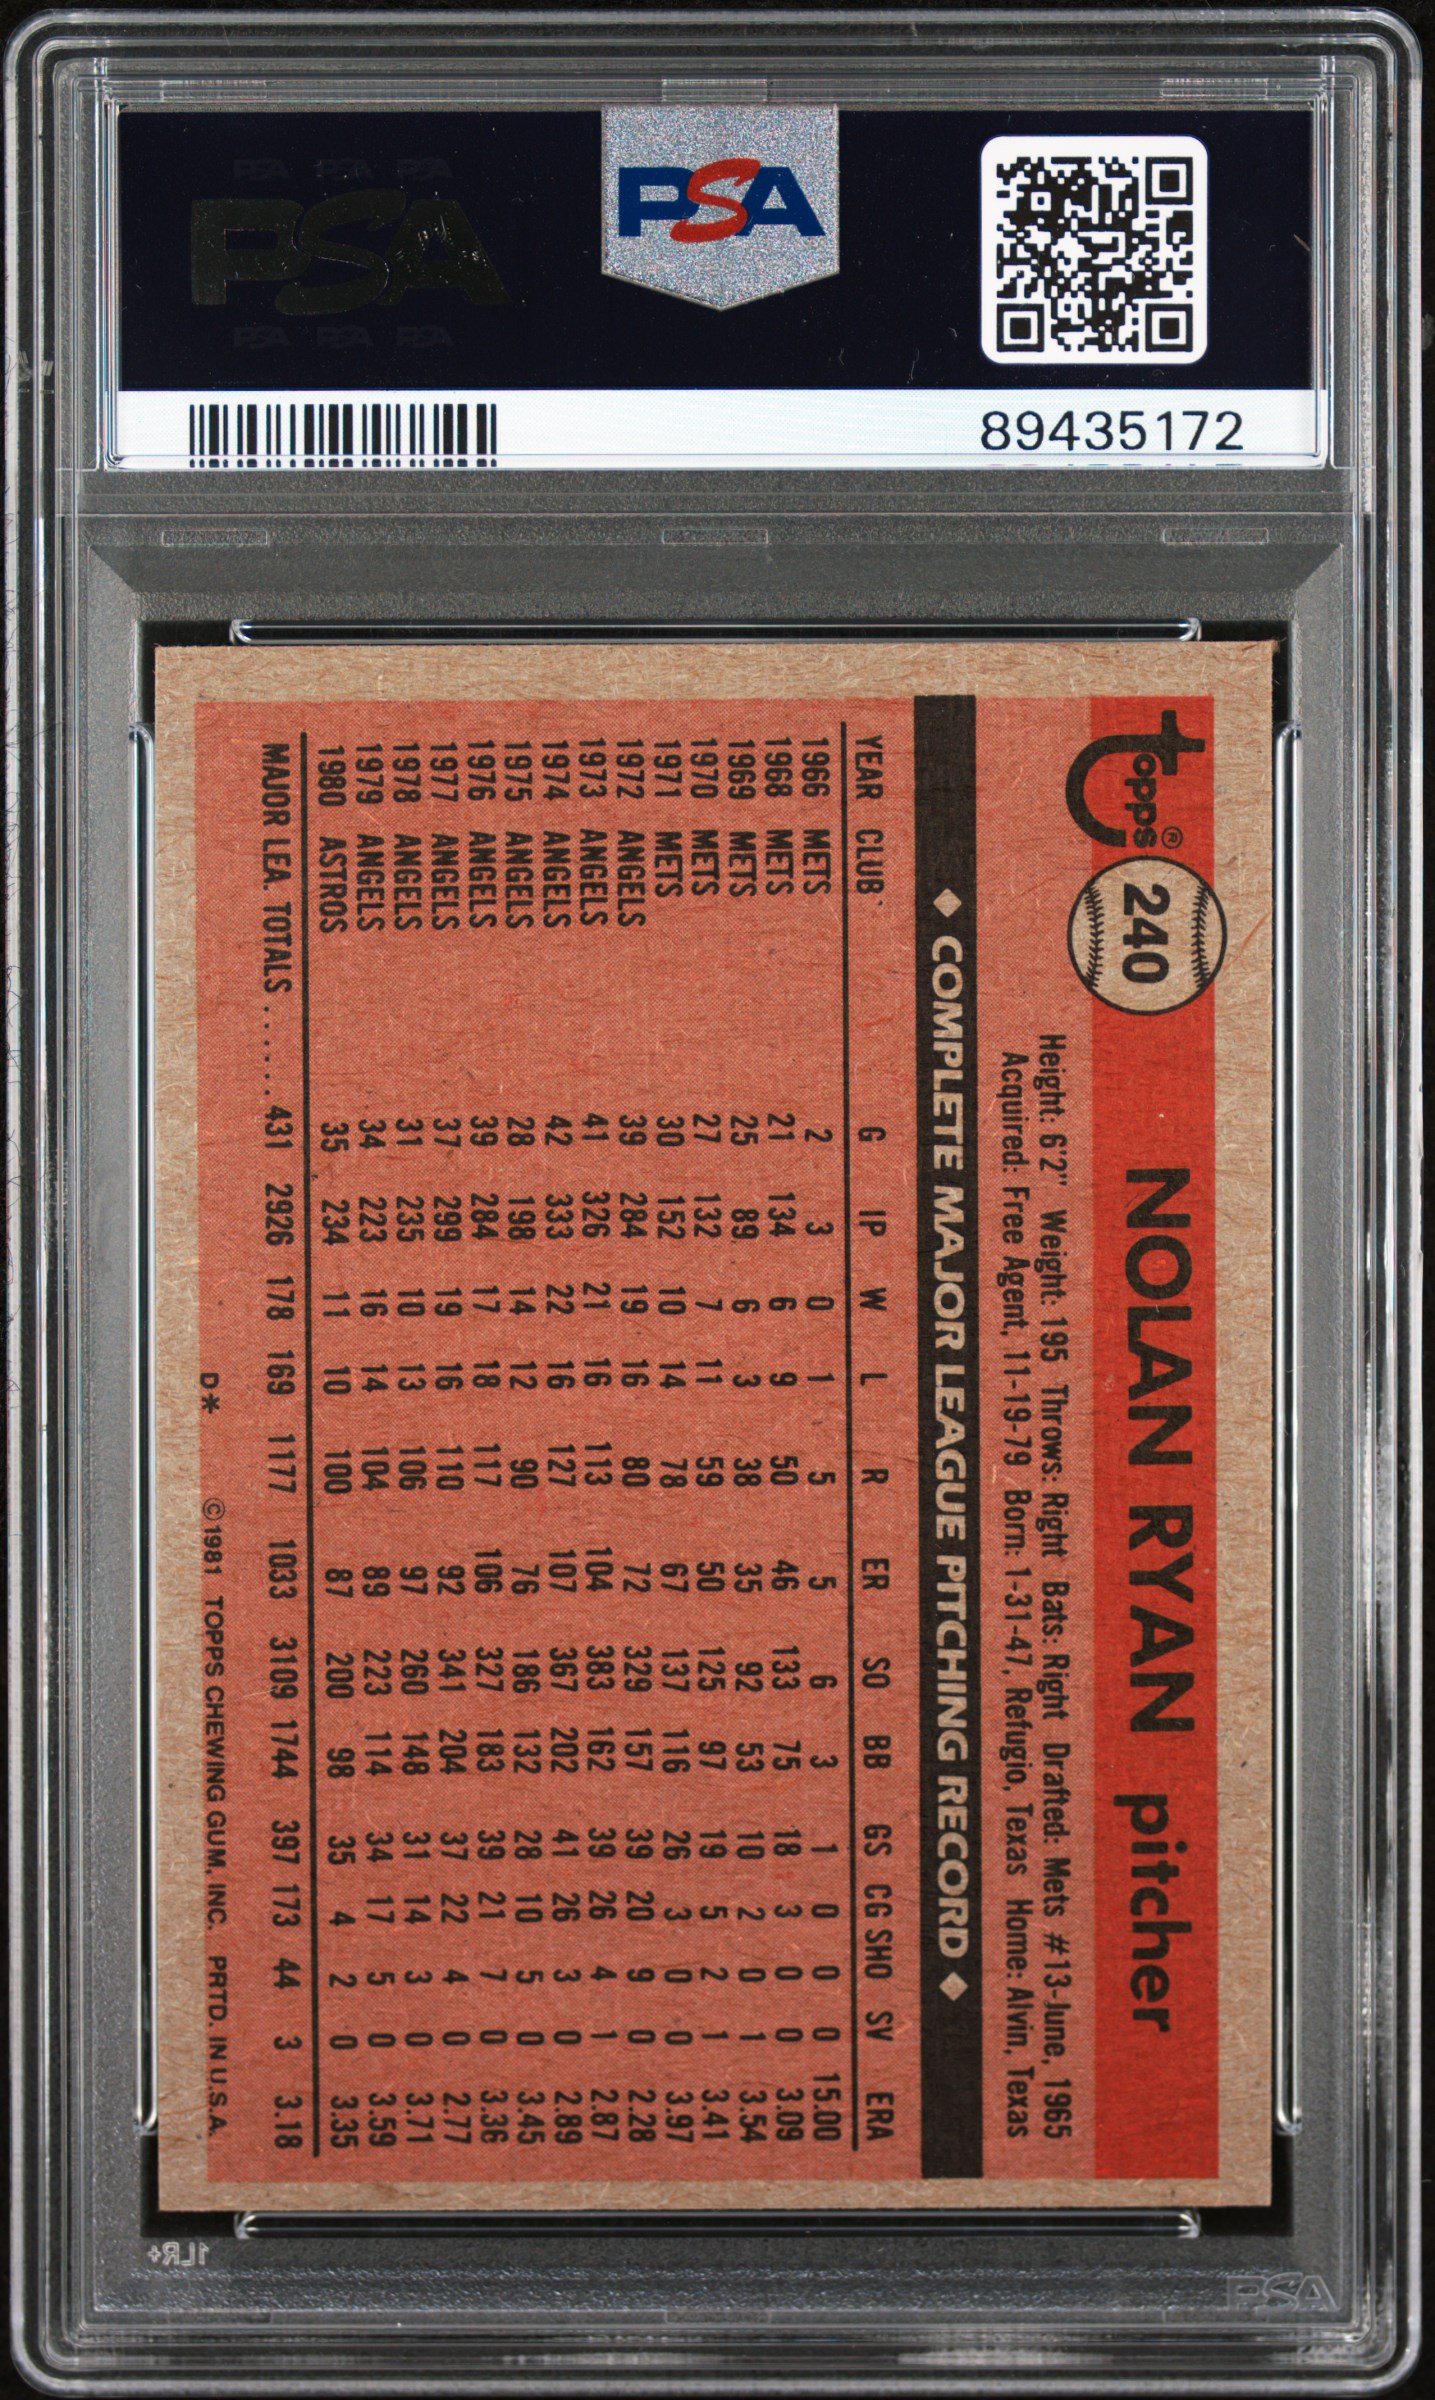 PSA PSA PSA
PSA
PSA PSA PSA
PSA
89435172
topps®
240
NOLAN RYAN pitcher
Height: 6'2" Weight: 195 Throws: Right Bats: Right Drafted: Mets #13-June, 1965
Acquired: Free Agent, 11-19-79 Born: 1-31-47, Refugio, Texas Home: Alvin, Texas
◆ COMPLETE MAJOR LEAGUE PITCHING RECORD ◆
YEAR CLUB G IP W L R ER SO BB GS CG SHO SV ERA
1966 METS 2 3 0 1 5 5 6 3 1 0 0 0 15.00
1968 METS 21 134 6 9 50 46 133 75 18 3 0 0 3.09
1969 METS 25 89 6 3 38 35 92 53 10 2 0 1 3.54
1970 METS 27 132 7 11 59 50 125 97 19 5 2 1 3.41
1971 METS 30 152 10 14 78 67 137 116 26 3 0 0 3.97
1972 ANGELS 39 284 19 16 80 72 329 157 39 20 9 0 2.28
1973 ANGELS 41 326 21 16 113 104 383 162 39 26 4 1 2.87
1974 ANGELS 42 333 22 16 127 107 367 202 41 26 3 0 2.89
1975 ANGELS 28 198 14 12 90 76 186 132 28 10 5 0 3.45
1976 ANGELS 39 284 17 18 117 106 327 183 39 21 7 0 3.36
1977 ANGELS 37 299 19 16 110 92 341 204 37 22 4 0 2.77
1978 ANGELS 31 235 10 13 106 97 260 148 31 14 3 0 3.71
1979 ANGELS 34 223 16 14 104 89 223 114 34 17 5 0 3.59
1980 ASTROS 35 234 11 10 100 87 200 98 35 4 2 0 3.35
MAJOR LEA. TOTALS ...... 431 2926 178 169 1177 1033 3109 1744 397 173 44 3 3.18
D* © 1981 TOPPS CHEWING GUM, INC. PRTD. IN U.S.A.
1LR+
PSA